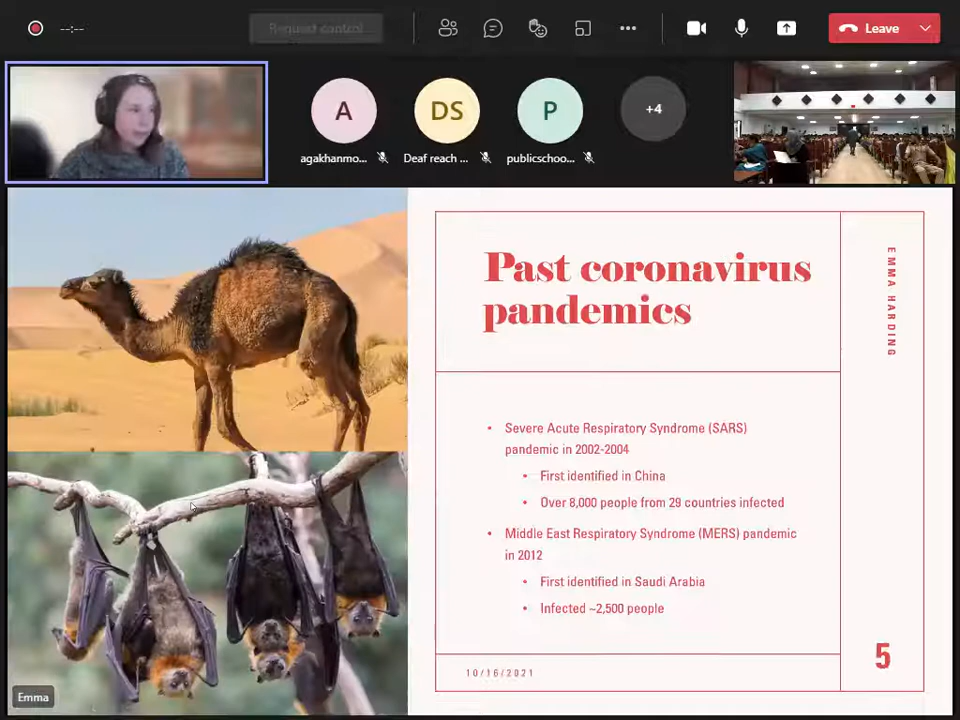 --:--
Request control
Leave
A
DS
P
+4
agakhanmo...
Deaf reach ...
publicschoo...
Past coronavirus
pandemics
EMMA HARDING
• Severe Acute Respiratory Syndrome (SARS)
pandemic in 2002-2004
• First identified in China
• Over 8,000 people from 29 countries infected
• Middle East Respiratory Syndrome (MERS) pandemic
in 2012
• First identified in Saudi Arabia
• Infected ~2,500 people
10/16/2021
5
Emma